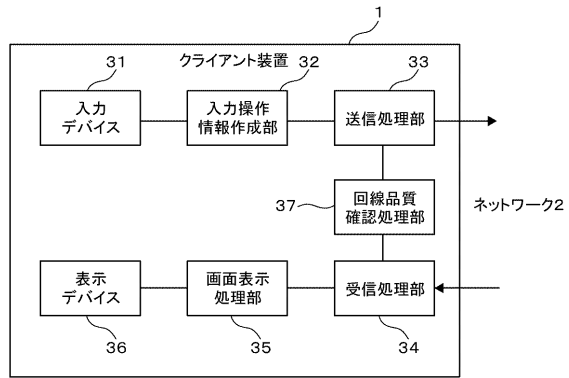 1
クライアント装置
31
32
33
入力
デバイス
入力操作
情報作成部
送信処理部
37
回線品質
確認処理部
ネットワーク2
表示
デバイス
画面表示
処理部
受信処理部
36
35
34